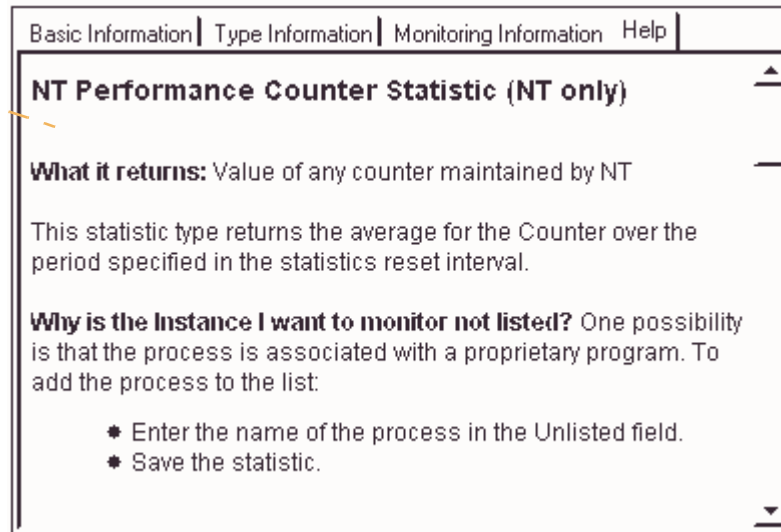 Basic Information Type Information Monitoring Information Help
NT Performance Counter Statistic (NT only)
What it returns: Value of any counter maintained by NT
This statistic type returns the average for the Counter over the
period specified in the statistics reset interval.
Why is the Instance I want to monitor not listed? One possibility
is that the process is associated with a proprietary program. To
add the process to the list:
Enter the name of the process in the Unlisted field.
Save the statistic.